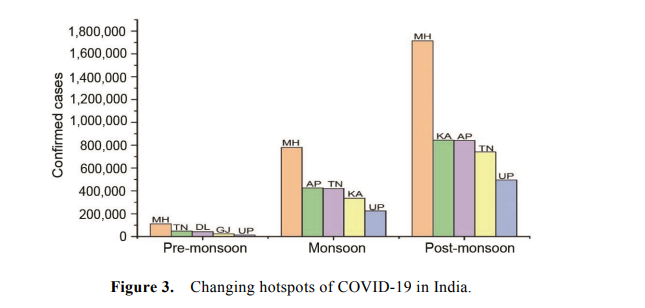 1,800,000
1,600,000
1,400,000
1,200,000
1,000,000
800,000
600,000
400,000
200,000
0
Confirmed cases
MH
TN DL GJ UP
MH
AP TN
KA
UP
MH
KA AP
TN
UP
Pre-monsoon Monsoon Post-monsoon
Figure 3. Changing hotspots of COVID-19 in India.